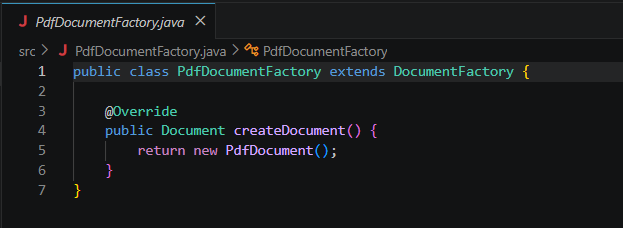 J PdfDocumentFactory.java ×
src > J PdfDocumentFactory.java > PdfDocumentFactory
1 public class PdfDocumentFactory extends DocumentFactory {
2
3     @Override
4     public Document createDocument() {
5         return new PdfDocument();
6     }
7 }